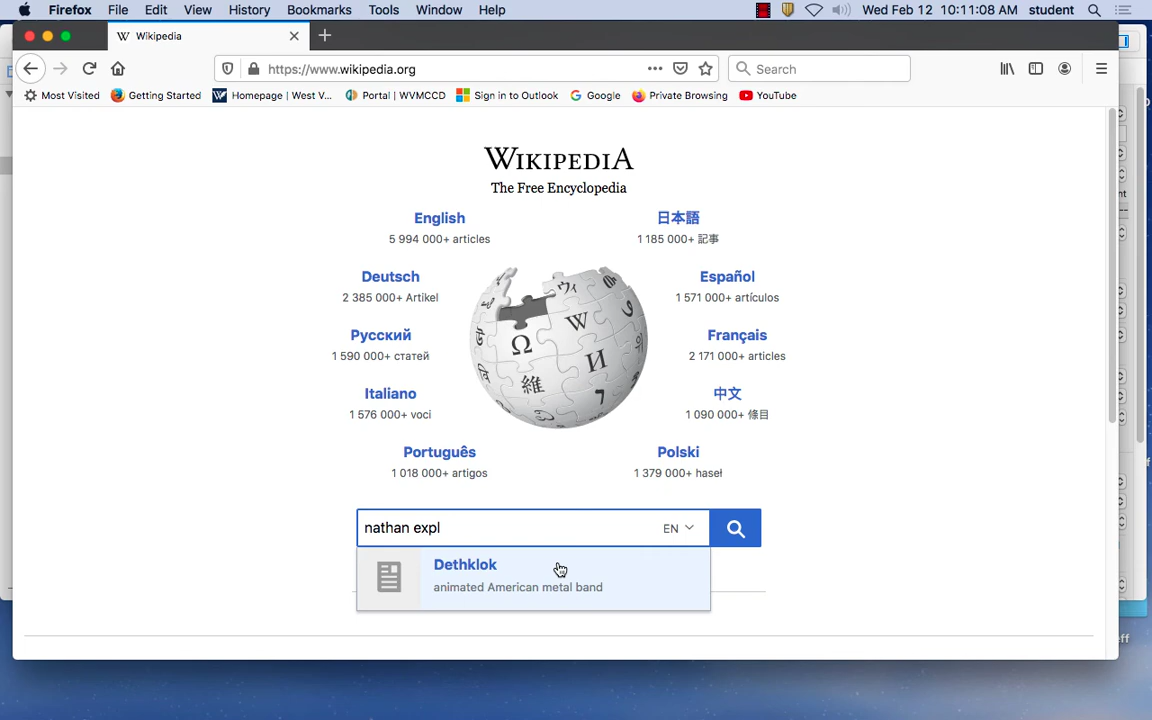 Firefox File Edit View History Bookmarks Tools Window Help Wed Feb 12 10:11:08 AM student
Wikipedia
https://www.wikipedia.org Search
Most Visited Getting Started Homepage | West V... Portal | WVMCCD Sign in to Outlook Google Private Browsing YouTube
WIKIPEDIA
The Free Encyclopedia
English 日本語
5 994 000+ articles 1 185 000+ 記事
Deutsch Español
2 385 000+ Artikel 1 571 000+ artículos
Русский Français
1 590 000+ статей 2 171 000+ articles
Italiano 中文
1 576 000+ voci 1 090 000+ 條目
Português Polski
1 018 000+ artigos 1 379 000+ haseł
nathan expl EN
Dethklok
animated American metal band